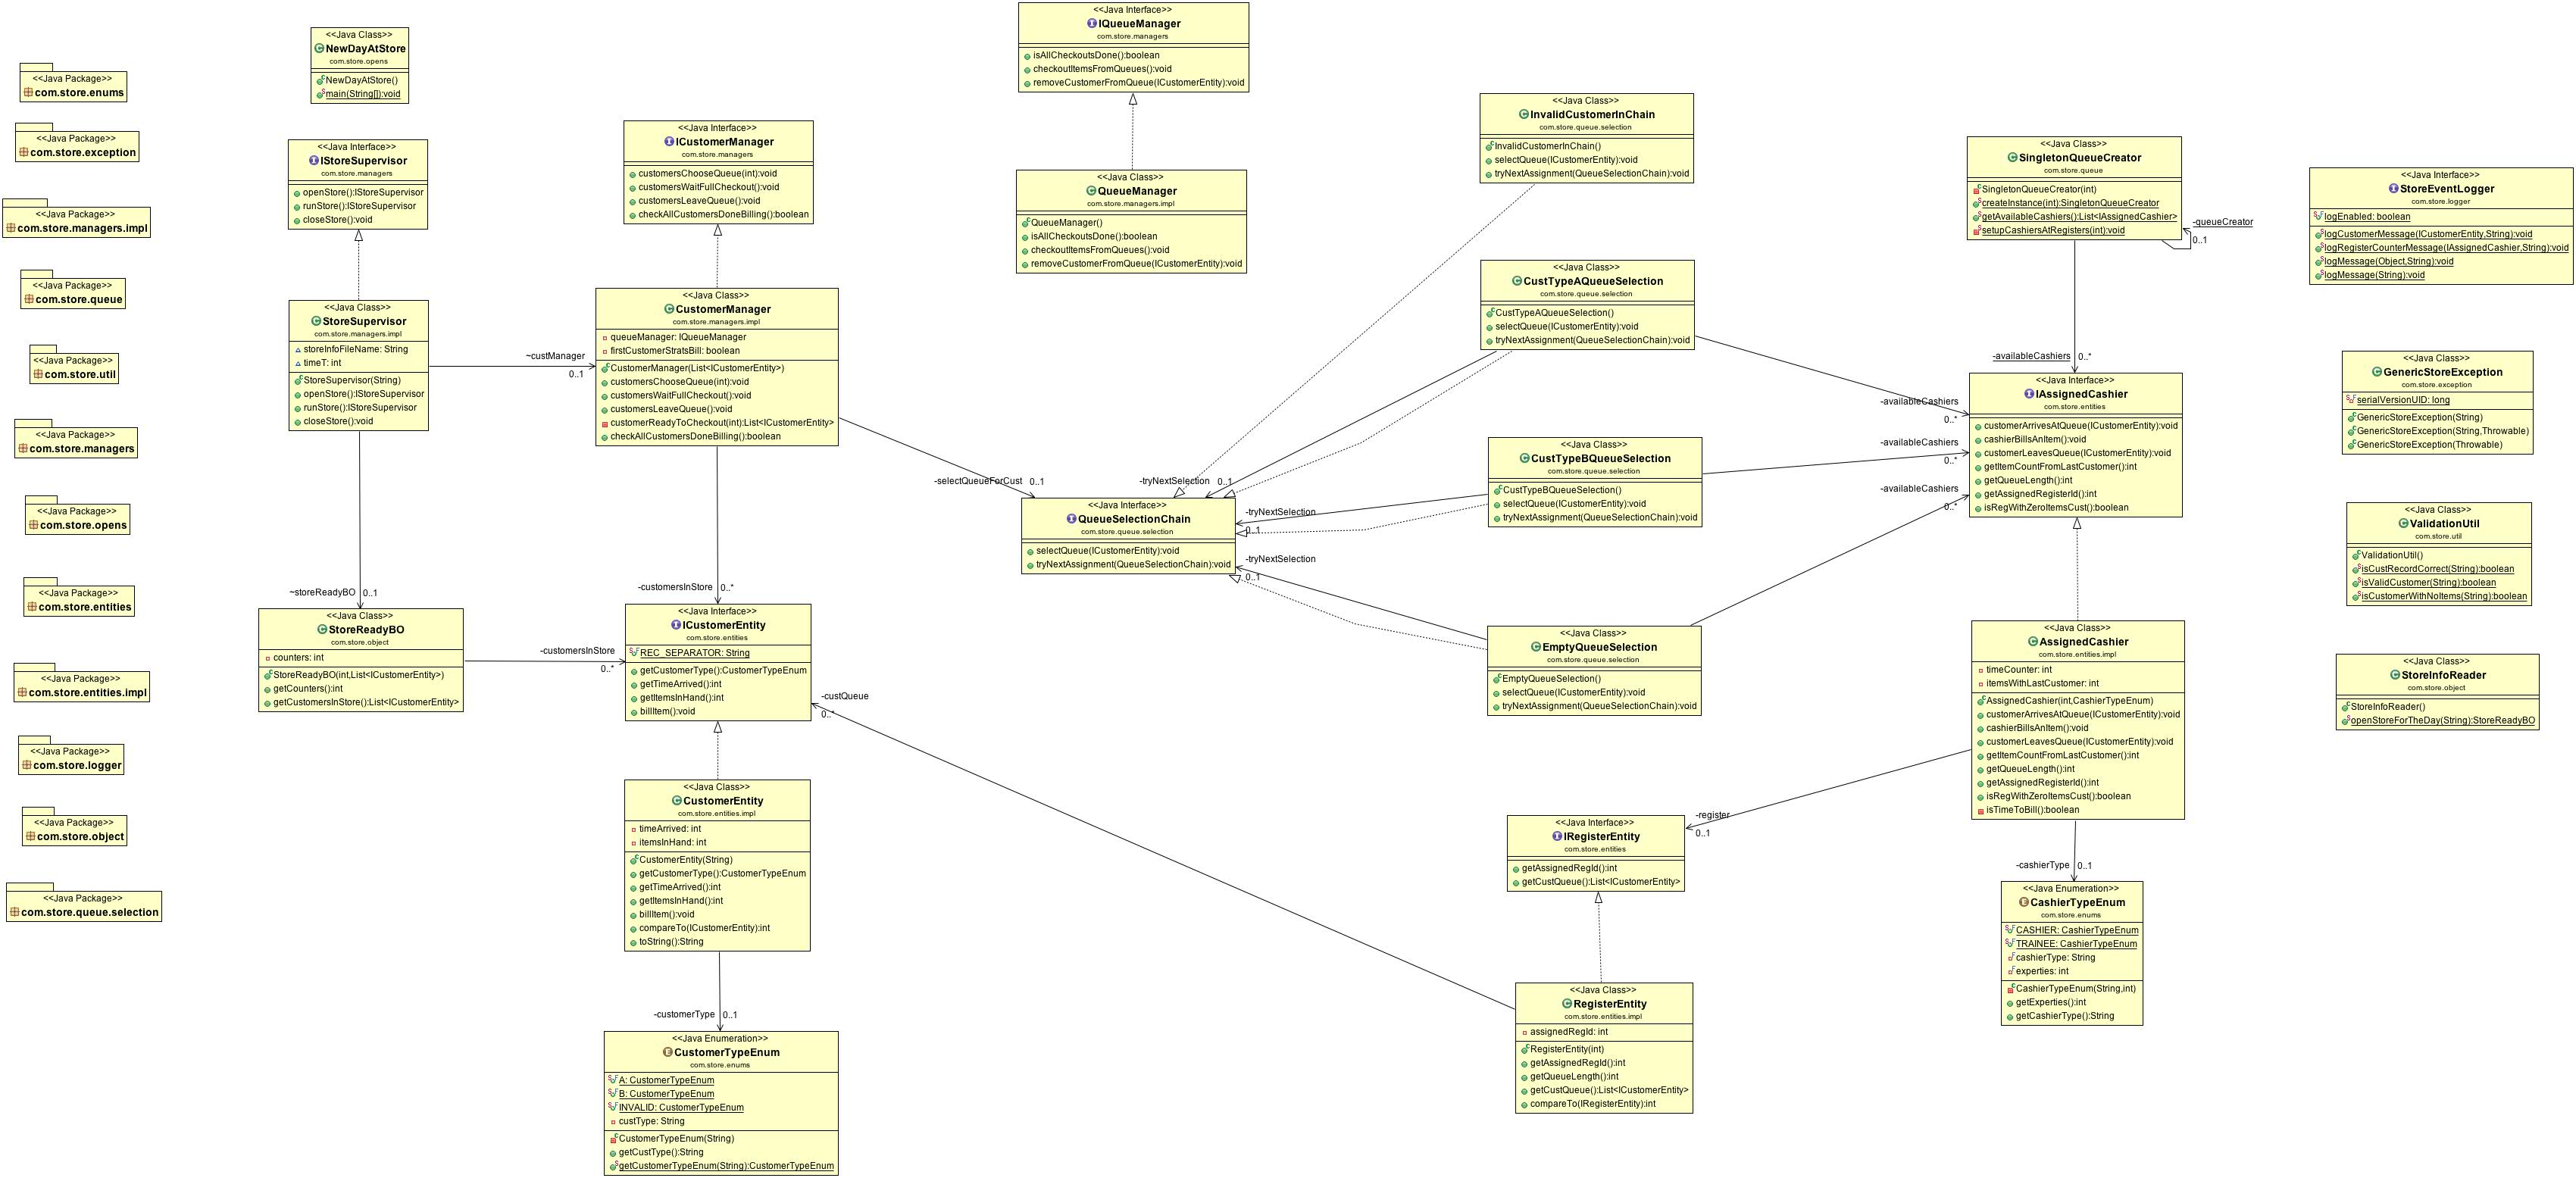 <<Java Package>>
com.store.enums
<<Java Package>>
com.store.exception
<<Java Package>>
com.store.managers.impl
<<Java Package>>
com.store.queue
<<Java Package>>
com.store.util
<<Java Package>>
com.store.managers
<<Java Package>>
com.store.opens
<<Java Package>>
com.store.entities
<<Java Package>>
com.store.entities.impl
<<Java Package>>
com.store.logger
<<Java Package>>
com.store.object
<<Java Package>>
com.store.queue.selection
<<Java Class>>
NewDayAtStore
com.store.opens
NewDayAtStore()
main(String[]):void
<<Java Interface>>
IStoreSupervisor
com.store.managers
openStore():IStoreSupervisor
runStore():IStoreSupervisor
closeStore():void
<<Java Class>>
StoreSupervisor
com.store.managers.impl
storeInfoFileName: String
timeT: int
StoreSupervisor(String)
openStore():IStoreSupervisor
runStore():IStoreSupervisor
closeStore():void
~custManager
0..1
~storeReadyBO
0..1
<<Java Class>>
StoreReadyBO
com.store.object
counters: int
StoreReadyBO(int,List<ICustomerEntity>)
getCounters():int
getCustomersInStore():List<ICustomerEntity>
-customersInStore
0..*
<<Java Interface>>
ICustomerManager
com.store.managers
customersChooseQueue(int):void
customersWaitFullCheckout():void
customersLeaveQueue():void
checkAllCustomersDoneBilling():boolean
<<Java Class>>
CustomerManager
com.store.managers.impl
queueManager: IQueueManager
firstCustomerStratsBill: boolean
CustomerManager(List<ICustomerEntity>)
customersChooseQueue(int):void
customersWaitFullCheckout():void
customersLeaveQueue():void
customerReadyToCheckout(int):List<ICustomerEntity>
checkAllCustomersDoneBilling():boolean
-selectQueueForCust
0..1
-customersInStore
0..*
<<Java Interface>>
ICustomerEntity
com.store.entities
REC_SEPARATOR: String
getCustomerType():CustomerTypeEnum
getTimeArrived():int
getItemsInHand():int
billItem():void
-custQueue
0..*
<<Java Class>>
CustomerEntity
com.store.entities.impl
timeArrived: int
itemsInHand: int
CustomerEntity(String)
getCustomerType():CustomerTypeEnum
getTimeArrived():int
getItemsInHand():int
billItem():void
compareTo(ICustomerEntity):int
toString():String
-customerType
0..1
<<Java Enumeration>>
CustomerTypeEnum
com.store.enums
A: CustomerTypeEnum
B: CustomerTypeEnum
INVALID: CustomerTypeEnum
custType: String
CustomerTypeEnum(String)
getCustType():String
getCustomerTypeEnum(String):CustomerTypeEnum
<<Java Interface>>
IQueueManager
com.store.managers
isAllCheckoutsDone():boolean
checkoutItemsFromQueues():void
removeCustomerFromQueue(ICustomerEntity):void
<<Java Class>>
QueueManager
com.store.managers.impl
QueueManager()
isAllCheckoutsDone():boolean
checkoutItemsFromQueues():void
removeCustomerFromQueue(ICustomerEntity):void
<<Java Interface>>
QueueSelectionChain
com.store.queue.selection
selectQueue(ICustomerEntity):void
tryNextAssignment(QueueSelectionChain):void
-tryNextSelection
0..1
-tryNextSelection
0..1
-tryNextSelection
0..1
<<Java Class>>
InvalidCustomerInChain
com.store.queue.selection
InvalidCustomerInChain()
selectQueue(ICustomerEntity):void
tryNextAssignment(QueueSelectionChain):void
<<Java Class>>
CustTypeAQueueSelection
com.store.queue.selection
CustTypeAQueueSelection()
selectQueue(ICustomerEntity):void
tryNextAssignment(QueueSelectionChain):void
<<Java Class>>
CustTypeBQueueSelection
com.store.queue.selection
CustTypeBQueueSelection()
selectQueue(ICustomerEntity):void
tryNextAssignment(QueueSelectionChain):void
<<Java Class>>
EmptyQueueSelection
com.store.queue.selection
EmptyQueueSelection()
selectQueue(ICustomerEntity):void
tryNextAssignment(QueueSelectionChain):void
<<Java Interface>>
IRegisterEntity
com.store.entities
getAssignedRegId():int
getCustQueue():List<ICustomerEntity>
-register
0..1
<<Java Class>>
RegisterEntity
com.store.entities.impl
assignedRegId: int
RegisterEntity(int)
getAssignedRegId():int
getQueueLength():int
getCustQueue():List<ICustomerEntity>
compareTo(IRegisterEntity):int
<<Java Class>>
SingletonQueueCreator
com.store.queue
SingletonQueueCreator(int)
createInstance(int):SingletonQueueCreator
getAvailableCashiers():List<IAssignedCashier>
setupCashiersAtRegisters(int):void
-queueCreator
0..1
-availableCashiers
0..*
-availableCashiers
0..*
-availableCashiers
0..*
-availableCashiers
0..*
<<Java Interface>>
IAssignedCashier
com.store.entities
customerArrivesAtQueue(ICustomerEntity):void
cashierBillsAnItem():void
customerLeavesQueue(ICustomerEntity):void
getItemCountFromLastCustomer():int
getQueueLength():int
getAssignedRegisterId():int
isRegWithZeroItemsCust():boolean
<<Java Class>>
AssignedCashier
com.store.entities.impl
timeCounter: int
itemsWithLastCustomer: int
AssignedCashier(int,CashierTypeEnum)
customerArrivesAtQueue(ICustomerEntity):void
cashierBillsAnItem():void
customerLeavesQueue(ICustomerEntity):void
getItemCountFromLastCustomer():int
getQueueLength():int
getAssignedRegisterId():int
isRegWithZeroItemsCust():boolean
isTimeToBill():boolean
-cashierType
0..1
<<Java Enumeration>>
CashierTypeEnum
com.store.enums
CASHIER: CashierTypeEnum
TRAINEE: CashierTypeEnum
cashierType: String
experties: int
CashierTypeEnum(String,int)
getExperties():int
getCashierType():String
<<Java Interface>>
StoreEventLogger
com.store.logger
logEnabled: boolean
logCustomerMessage(ICustomerEntity,String):void
logRegisterCounterMessage(IAssignedCashier,String):void
logMessage(Object,String):void
logMessage(String):void
<<Java Class>>
GenericStoreException
com.store.exception
serialVersionUID: long
GenericStoreException(String)
GenericStoreException(String,Throwable)
GenericStoreException(Throwable)
<<Java Class>>
ValidationUtil
com.store.util
ValidationUtil()
isCustRecordCorrect(String):boolean
isValidCustomer(String):boolean
isCustomerWithNoItems(String):boolean
<<Java Class>>
StoreInfoReader
com.store.object
StoreInfoReader()
openStoreForTheDay(String):StoreReadyBO